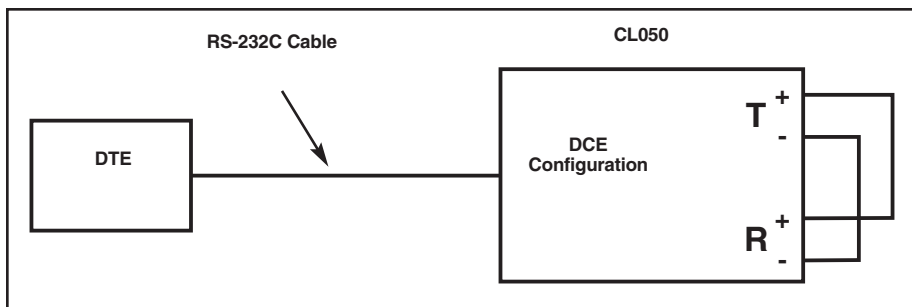 RS-232C Cable
CL050
DTE
DCE
Configuration
T
+
-
R
+
-